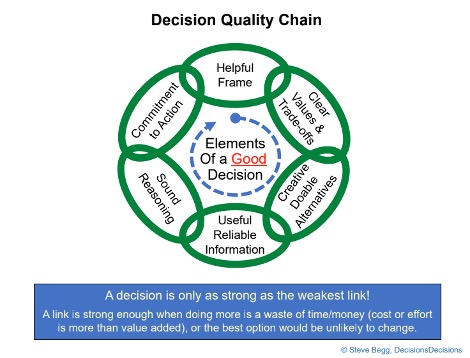 Decision Quality Chain
Helpful
Frame
Clear
Values &
Trade-offs
Creative
Doable
Alternatives
Useful
Reliable
Information
Sound
Reasoning
Commitment
to Action
Elements
Of a Good
Decision
A decision is only as strong as the weakest link!
A link is strong enough when doing more is a waste of time/money (cost or effort
is more than value added), or the best option would be unlikely to change.
© Steve Begg, DecisionsDecisions